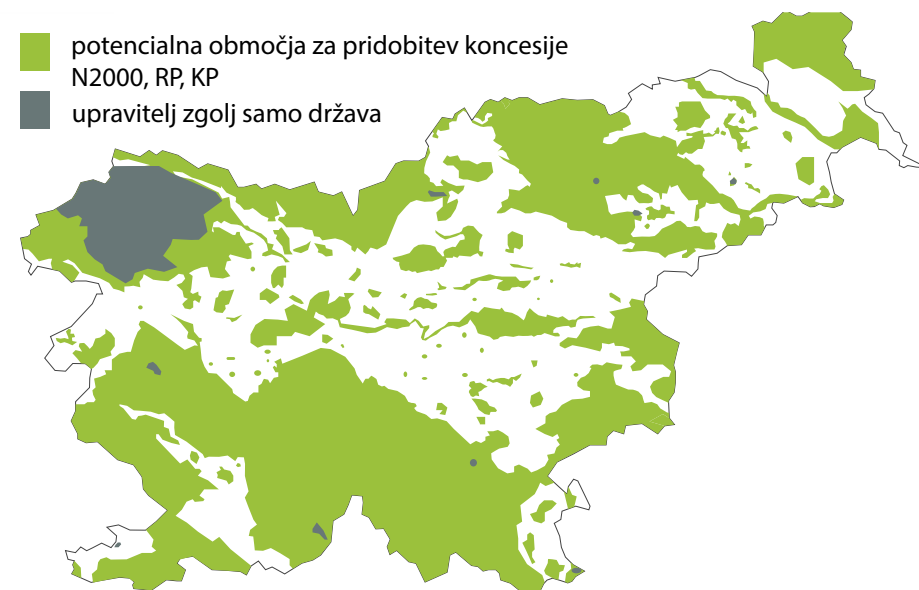 potencialna območja za pridobitev koncesije
N2000, RP, KP
upravitelj zgolj samo država